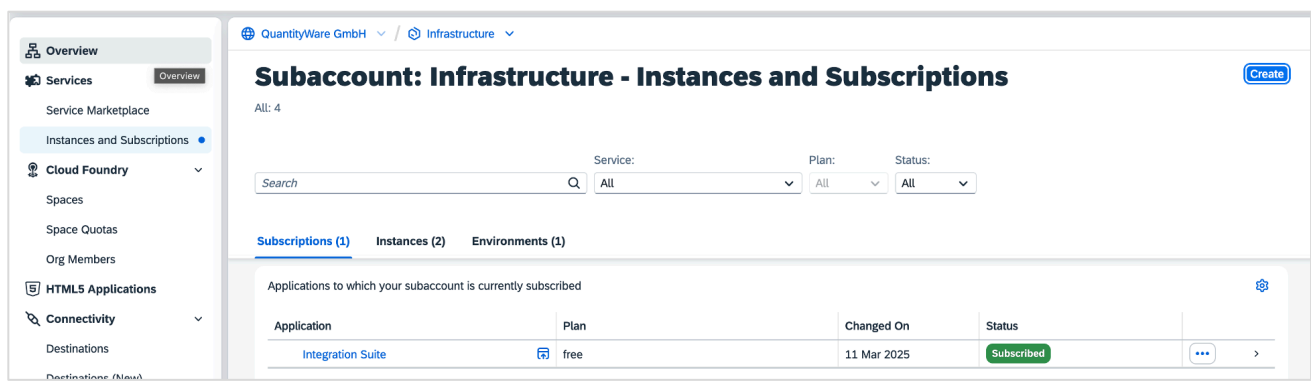 Overview
Services
Overview
Service Marketplace
Instances and Subscriptions
Cloud Foundry
Spaces
Space Quotas
Org Members
HTML5 Applications
Connectivity
Destinations
Destinations (New)
QuantityWare GmbH / Infrastructure
Subaccount: Infrastructure - Instances and Subscriptions
Create
All: 4
Service: Plan: Status:
Search All All All
Subscriptions (1) Instances (2) Environments (1)
Applications to which your subaccount is currently subscribed
Application Plan Changed On Status
Integration Suite free 11 Mar 2025 Subscribed